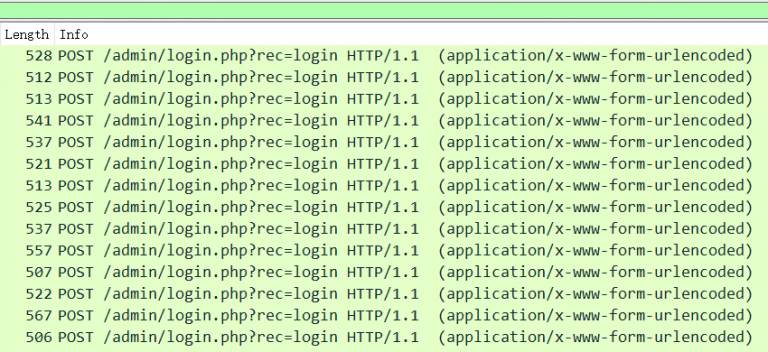 Length Info
528 POST /admin/login.php?rec=login HTTP/1.1 (application/x-www-form-urlencoded)
512 POST /admin/login.php?rec=login HTTP/1.1 (application/x-www-form-urlencoded)
513 POST /admin/login.php?rec=login HTTP/1.1 (application/x-www-form-urlencoded)
541 POST /admin/login.php?rec=login HTTP/1.1 (application/x-www-form-urlencoded)
537 POST /admin/login.php?rec=login HTTP/1.1 (application/x-www-form-urlencoded)
521 POST /admin/login.php?rec=login HTTP/1.1 (application/x-www-form-urlencoded)
513 POST /admin/login.php?rec=login HTTP/1.1 (application/x-www-form-urlencoded)
525 POST /admin/login.php?rec=login HTTP/1.1 (application/x-www-form-urlencoded)
537 POST /admin/login.php?rec=login HTTP/1.1 (application/x-www-form-urlencoded)
557 POST /admin/login.php?rec=login HTTP/1.1 (application/x-www-form-urlencoded)
507 POST /admin/login.php?rec=login HTTP/1.1 (application/x-www-form-urlencoded)
522 POST /admin/login.php?rec=login HTTP/1.1 (application/x-www-form-urlencoded)
567 POST /admin/login.php?rec=login HTTP/1.1 (application/x-www-form-urlencoded)
506 POST /admin/login.php?rec=login HTTP/1.1 (application/x-www-form-urlencoded)